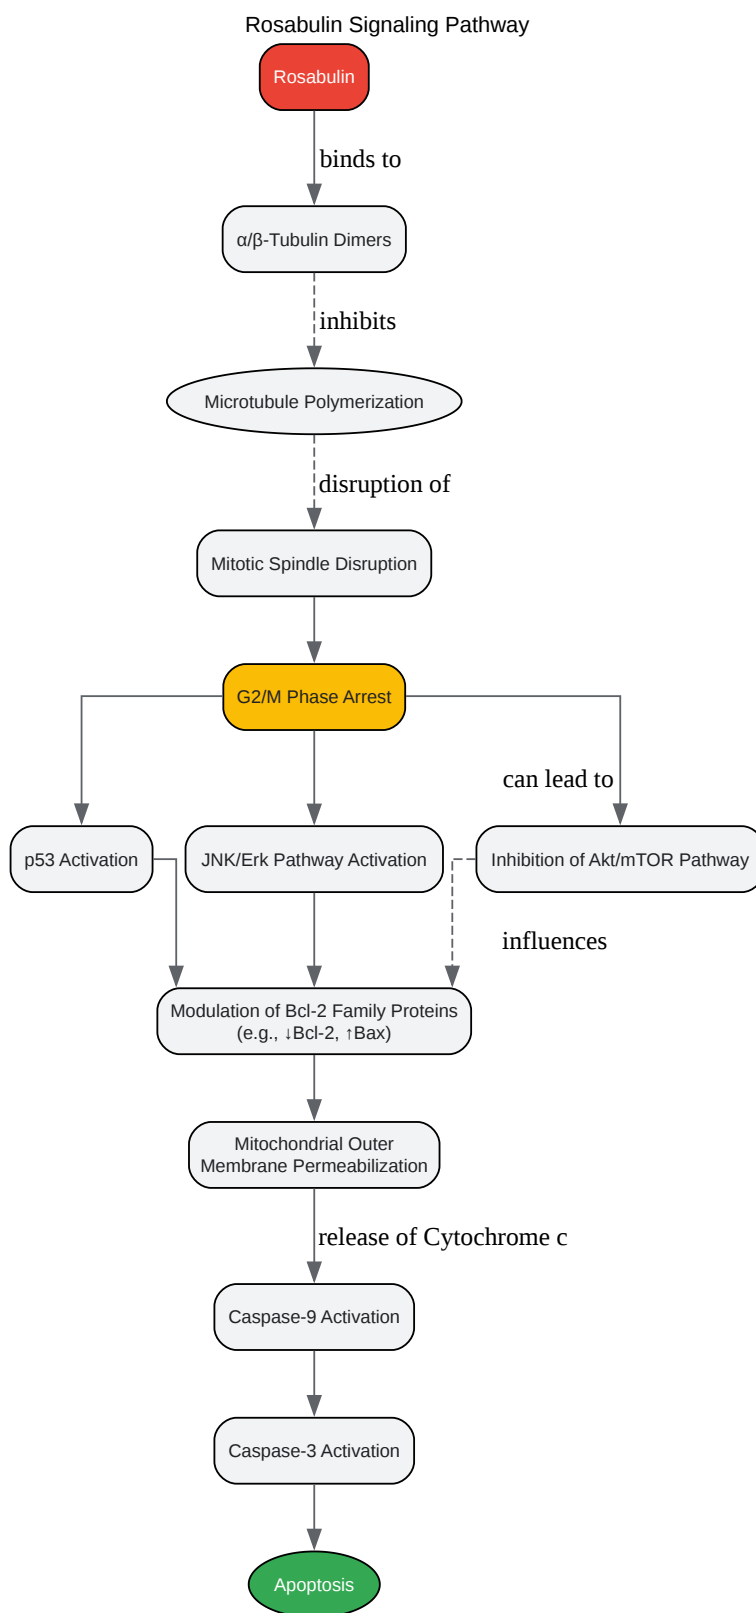 Rosabulin Signaling Pathway
Rosabulin
binds to
α/β-Tubulin Dimers
inhibits
Microtubule Polymerization
disruption of
Mitotic Spindle Disruption
G2/M Phase Arrest
can lead to
p53 Activation
JNK/Erk Pathway Activation
Inhibition of Akt/mTOR Pathway
influences
Modulation of Bcl-2 Family Proteins
(e.g., ↓Bcl-2, ↑Bax)
Mitochondrial Outer
Membrane Permeabilization
release of Cytochrome c
Caspase-9 Activation
Caspase-3 Activation
Apoptosis